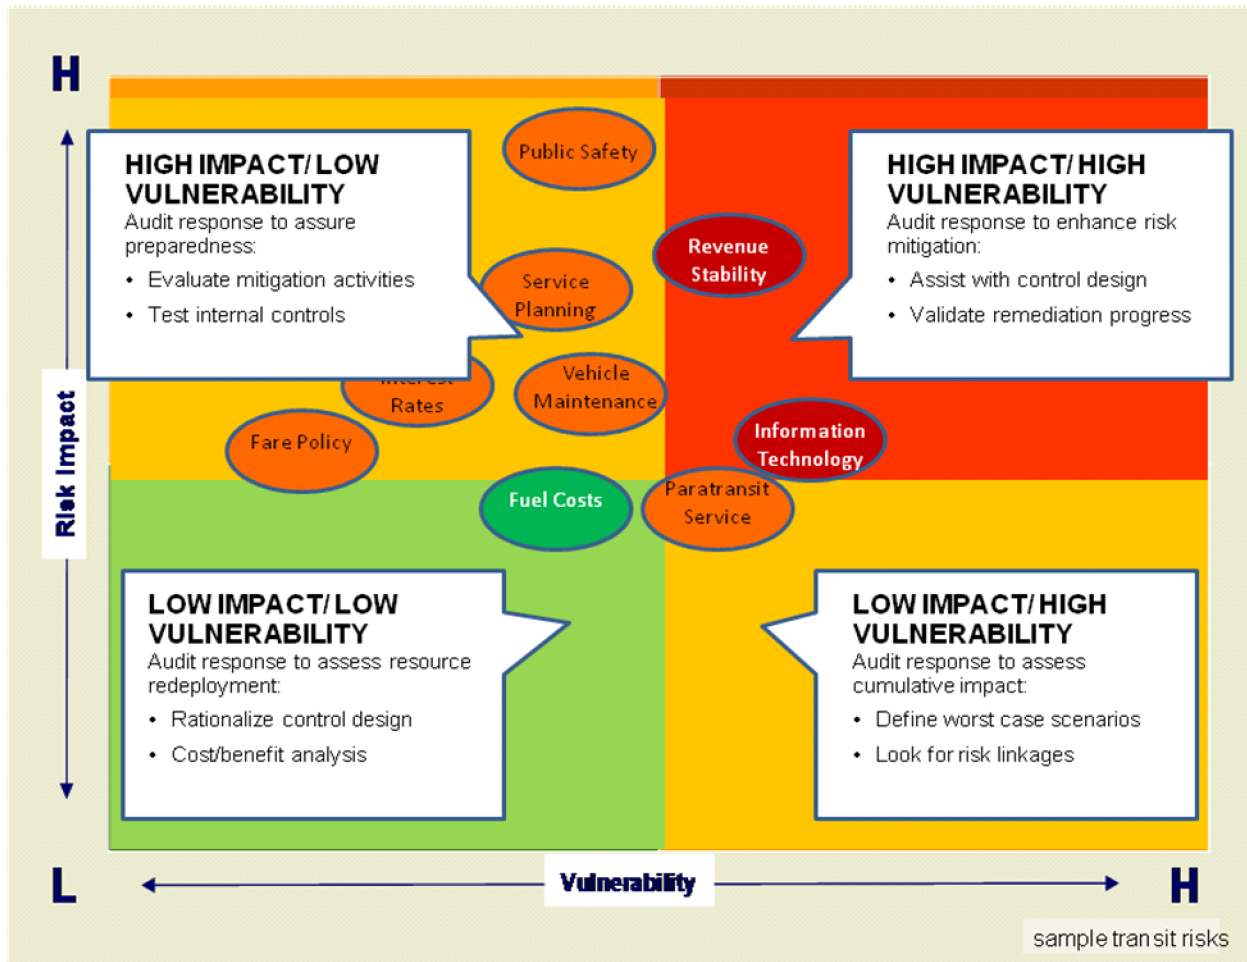 H
Public Safety
HIGH IMPACT/ LOW
VULNERABILITY
Audit response to assure
preparedness:
• Evaluate mitigation activities
• Test internal controls
HIGH IMPACT/ HIGH
VULNERABILITY
Audit response to enhance risk
mitigation:
• Assist with control design
• Validate remediation progress
Revenue
Stability
Service
Planning
Interest
Rates
Vehicle
Maintenance
Fare Policy
Information
Technology
Risk Impact
Fuel Costs
Paratransit
Service
LOW IMPACT/ LOW
VULNERABILITY
Audit response to assess resource
redeployment:
• Rationalize control design
• Cost/benefit analysis
LOW IMPACT/ HIGH
VULNERABILITY
Audit response to assess
cumulative impact:
• Define worst case scenarios
• Look for risk linkages
L
Vulnerability
H
sample transit risks